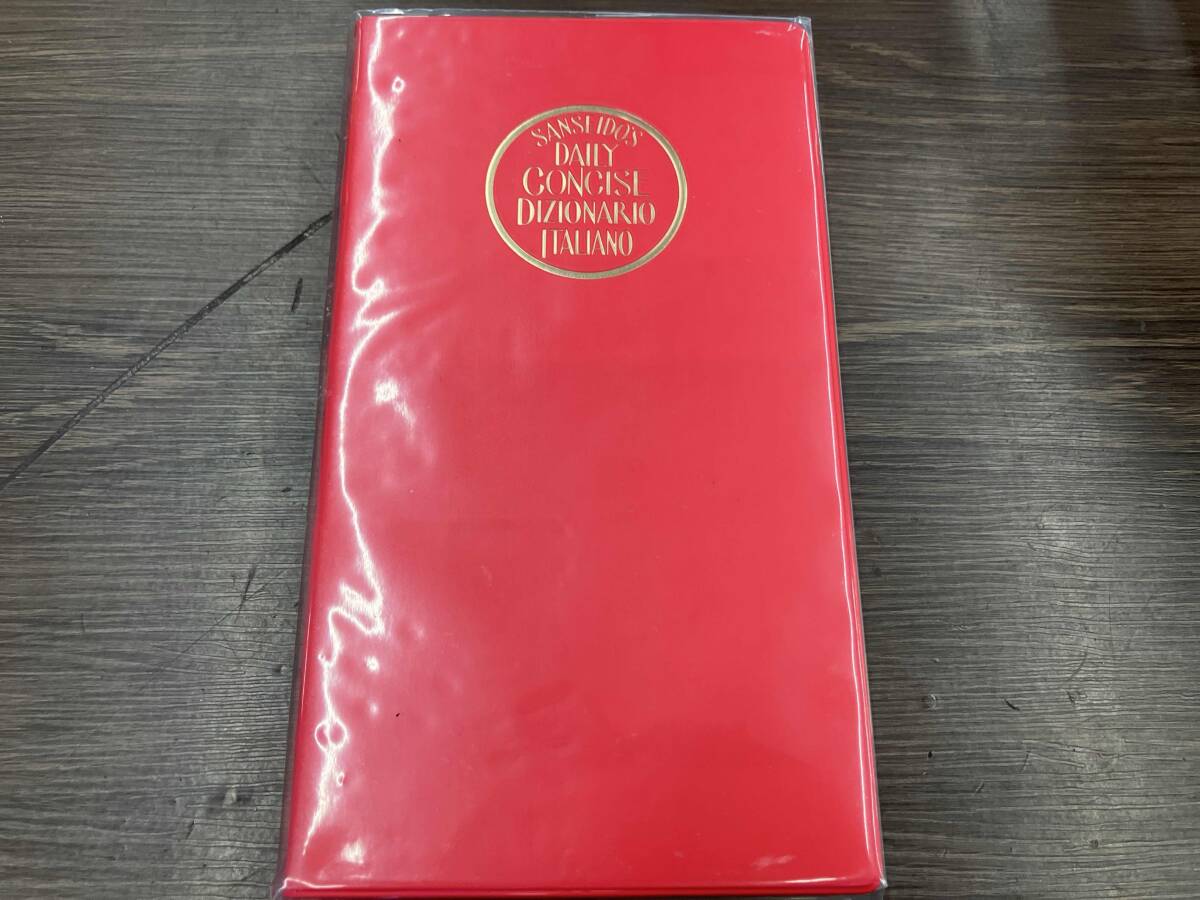 SANSEIDO'S
DAILY
CONCISE
DIZIONARIO
ITALIANO